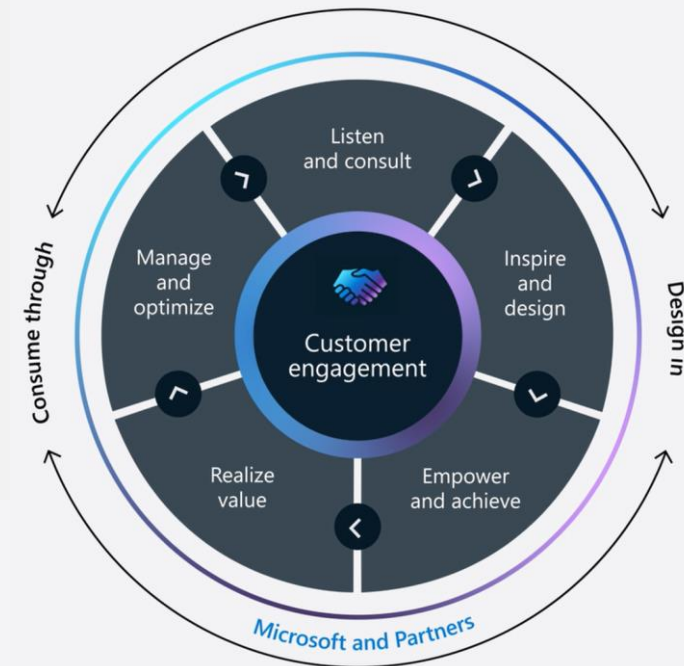 Listen
and consult
Inspire
and
design
Empower
and achieve
Realize
value
Manage
and
optimize
Customer
engagement
Consume through
Design in
Microsoft and Partners